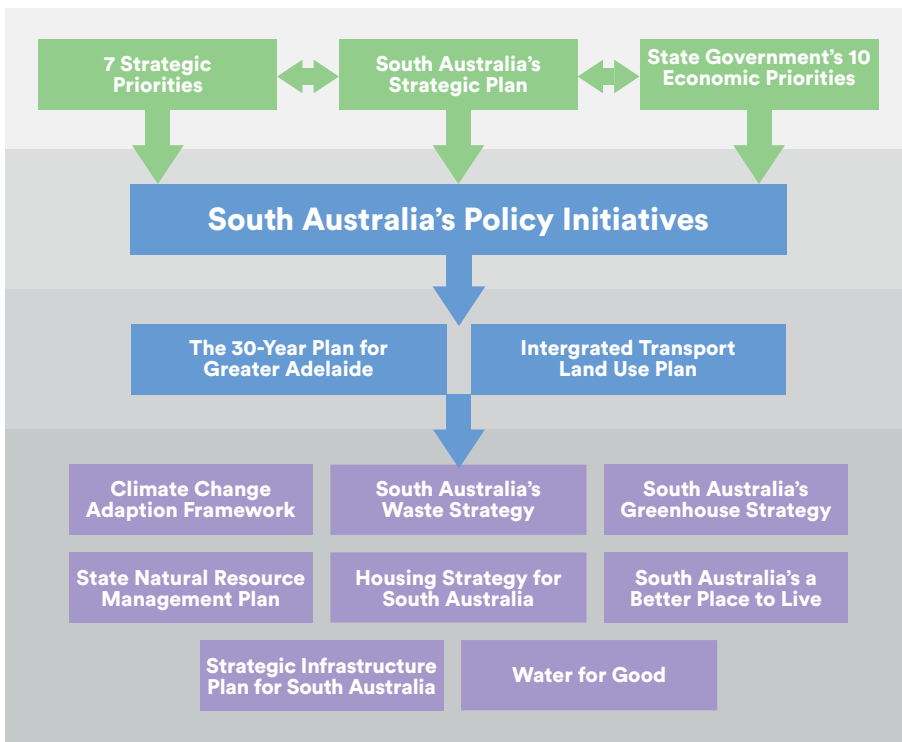 7 Strategic
Priorities
South Australia’s
Strategic Plan
State Government’s 10
Economic Priorities
South Australia’s Policy Initiatives
The 30-Year Plan for
Greater Adelaide
Intergrated Transport
Land Use Plan
Climate Change
Adaption Framework
South Australia’s
Waste Strategy
South Australia’s
Greenhouse Strategy
State Natural Resource
Management Plan
Housing Strategy for
South Australia
South Australia’s a
Better Place to Live
Strategic Infrastructure
Plan for South Australia
Water for Good